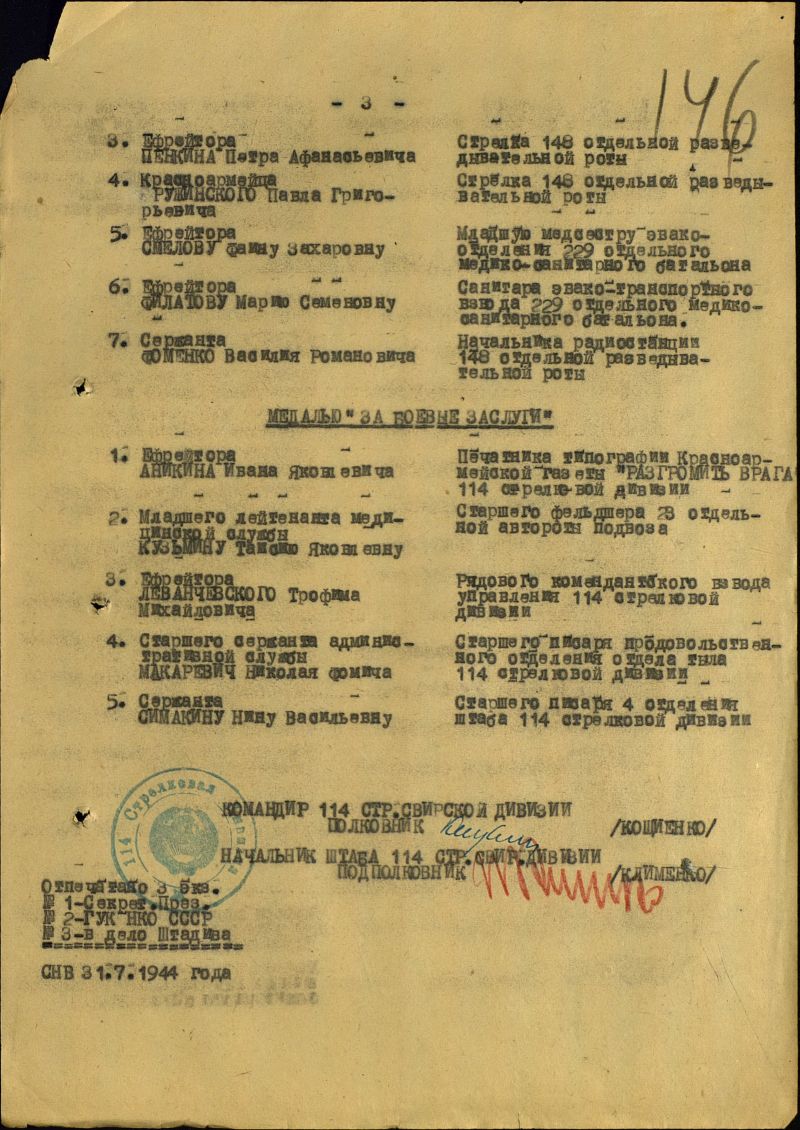 146
- 3 -
3. Ефрейтора
ПЕНКИНА Петра Афанасьевича
Стрелка 148 отдельной разве-
дывательной роты
4. Красноармейца
РУЖИНСКОГО Павла Григо-
рьевича
Стрелка 148 отдельной разведы-
вательной роты
5. Ефрейтора
СМЕЛОВУ Фаину Захаровну
Младшую медсестру эвако-
отделения 229 отдельного
медико-санитарного батальона
6. Ефрейтора
ФИЛАТОВУ Марию Семеновну
Санитара эвако-транспортного
взвода 229 отдельного медико-
санитарного батальона.
7. Сержанта
ФОМЕНКО Василия Романовича
Начальника радиостанции
148 отдельной разведыва-
тельной роты
МЕДАЛЬЮ "ЗА БОЕВЫЕ ЗАСЛУГИ"
1. Ефрейтора
АНИКИНА Ивана Яковлевича
Печатника типографии Красноар-
мейской газеты "РАЗГРОМИТЬ ВРАГА
114 стрелковой дивизии
2. Младшего лейтенанта меди-
цинской службы
КУЗЬМИНУ Таисию Яковлевну
Старшего фельдшера 23 отдель-
ной автороты подвоза
3. Ефрейтора
ЛЕВАНЧЕВСКОГО Трофима
Михайловича
Рядового комендантского взвода
управления 114 стрелковой
дивизии
4. Старшего сержанта админис-
тративной службы
МАКАРЕВИЧ Николая Фомича
Старшего писаря продовольствен-
ного отделения отдела тыла
114 стрелковой дивизии
5. Сержанта
СИМАКИНУ Нину Васильевну
Старшего писаря 4 отделения
штаба 114 стрелковой дивизии
114 Стрелковая дивизия
КОМАНДИР 114 СТР.СВИРСКОЙ ДИВИЗИИ
ПОЛКОВНИК /КОЩИЕНКО/
НАЧАЛЬНИК ШТАБА 114 СТР.СВИР.ДИВИЗИИ
ПОДПОЛКОВНИК /КЛИМЕНКО/
Отпечатано 3 экз.
№ 1-Секрет.През.
№ 2-ГУК НКО СССР
№ 3-в дело Штадива
СНВ 31.7.1944 года